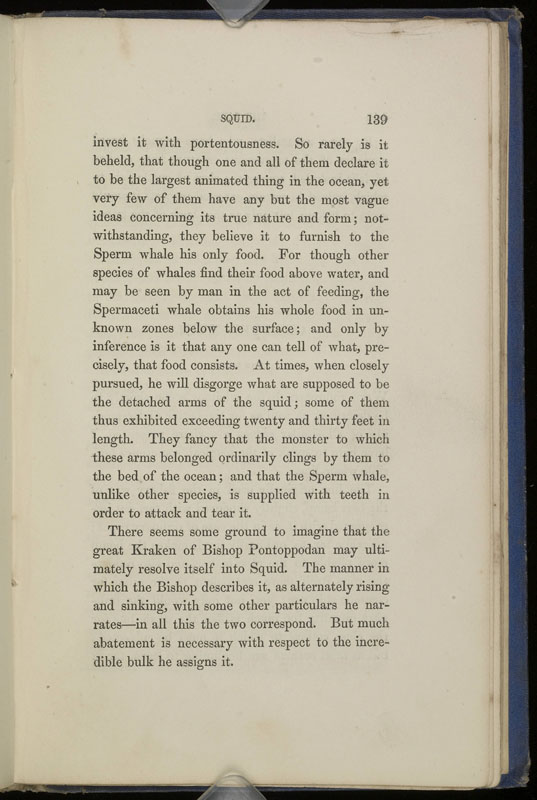 SQUID. 139
invest it with portentousness. So rarely is it
beheld, that though one and all of them declare it
to be the largest animated thing in the ocean, yet
very few of them have any but the most vague
ideas concerning its true nature and form; not-
withstanding, they believe it to furnish to the
Sperm whale his only food. For though other
species of whales find their food above water, and
may be seen by man in the act of feeding, the
Spermaceti whale obtains his whole food in un-
known zones below the surface; and only by
inference is it that any one can tell of what, pre-
cisely, that food consists. At times, when closely
pursued, he will disgorge what are supposed to be
the detached arms of the squid; some of them
thus exhibited exceeding twenty and thirty feet in
length. They fancy that the monster to which
these arms belonged ordinarily clings by them to
the bed of the ocean; and that the Sperm whale,
unlike other species, is supplied with teeth in
order to attack and tear it.
There seems some ground to imagine that the
great Kraken of Bishop Pontoppodan may ulti-
mately resolve itself into Squid. The manner in
which the Bishop describes it, as alternately rising
and sinking, with some other particulars he nar-
rates—in all this the two correspond. But much
abatement is necessary with respect to the incre-
dible bulk he assigns it.